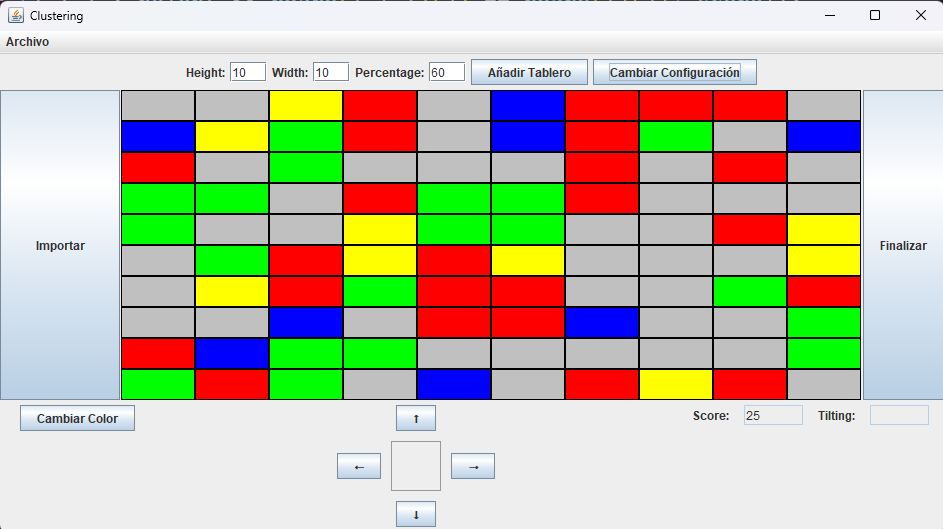 Clustering
Archivo
Height: 10 Width: 10 Percentage: 60 Añadir Tablero Cambiar Configuración
Importar
Finalizar
Cambiar Color ↑ Score: 25 Tilting:
← →
↓